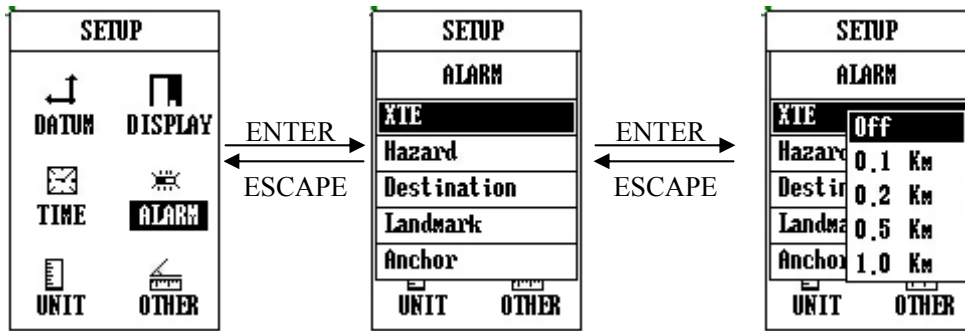 SETUP
DATUM DISPLAY
TIME ALARM
UNIT OTHER
ENTER
ESCAPE
SETUP
ALARM
XTE
Hazard
Destination
Landmark
Anchor
UNIT OTHER
ENTER
ESCAPE
SETUP
ALARM
XTE
Off
Hazard
0.1 Km
Destin
0.2 Km
Landma
0.5 Km
Anchor
1.0 Km
UNIT OTHER